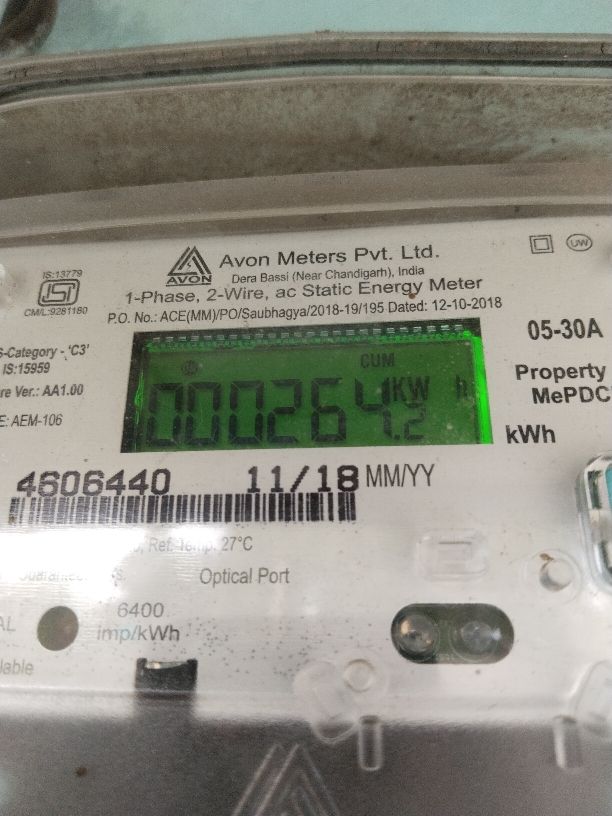 AVON
Avon Meters Pvt. Ltd.
Dera Bassi (Near Chandigarh), India
1-Phase, 2-Wire, ac Static Energy Meter
P.O. No.: ACE(MM)/PO/Saubhagya/2018-19/195 Dated: 12-10-2018
UW
IS:13779
CM/L:9281180
S-Category - 'C3'
IS:15959
re Ver.: AA1.00
E: AEM-106
CUM
0002641.2 KW h
05-30A
Property
MePDC
kWh
4606440 11/18 MM/YY
Ref. Temp. 27°C
Optical Port
AL
6400
imp/kWh
lable